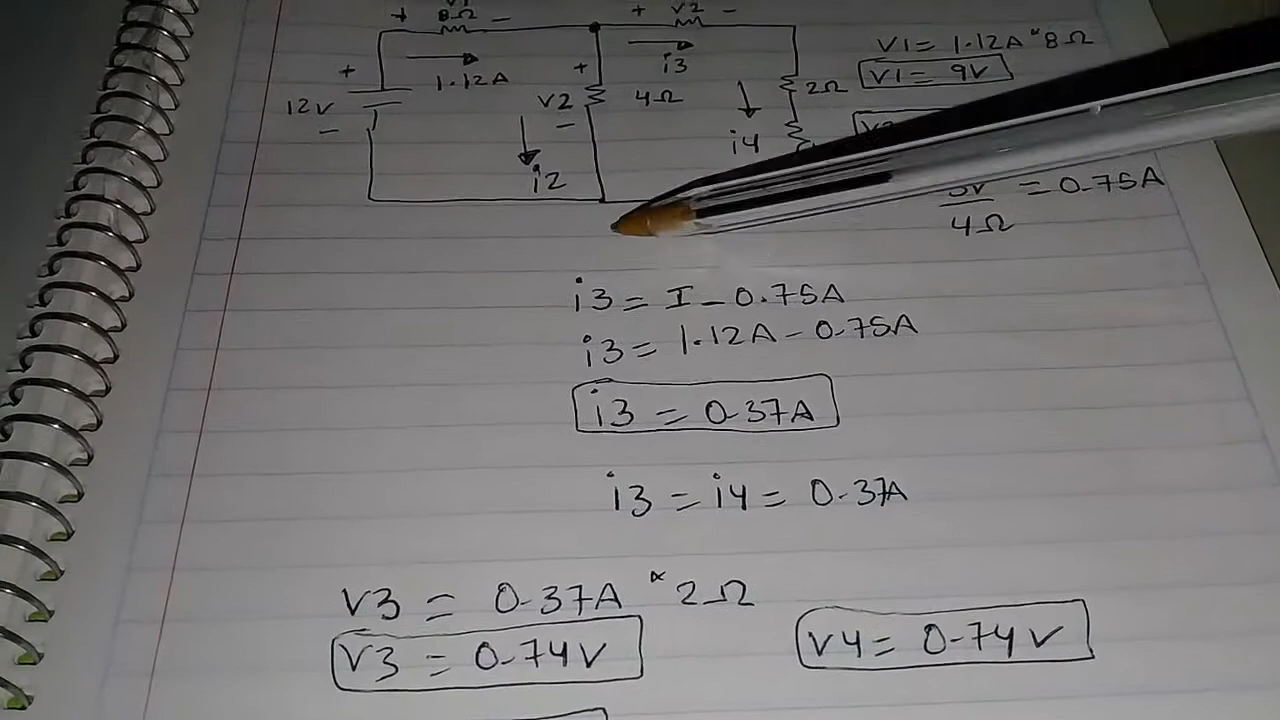 V1
+ 8Ω - + V2 -
1.12A
i3
+
12V
-
+
V2
-
4Ω
i2
2Ω
i4
V1 = 1.12A * 8Ω
V1 = 9V
4Ω = 0.75A
i3 = I - 0.75A
i3 = 1.12A - 0.75A
i3 = 0.37A
i3 = i4 = 0.37A
V3 = 0.37A * 2Ω
V3 = 0.74V
V4 = 0.74V